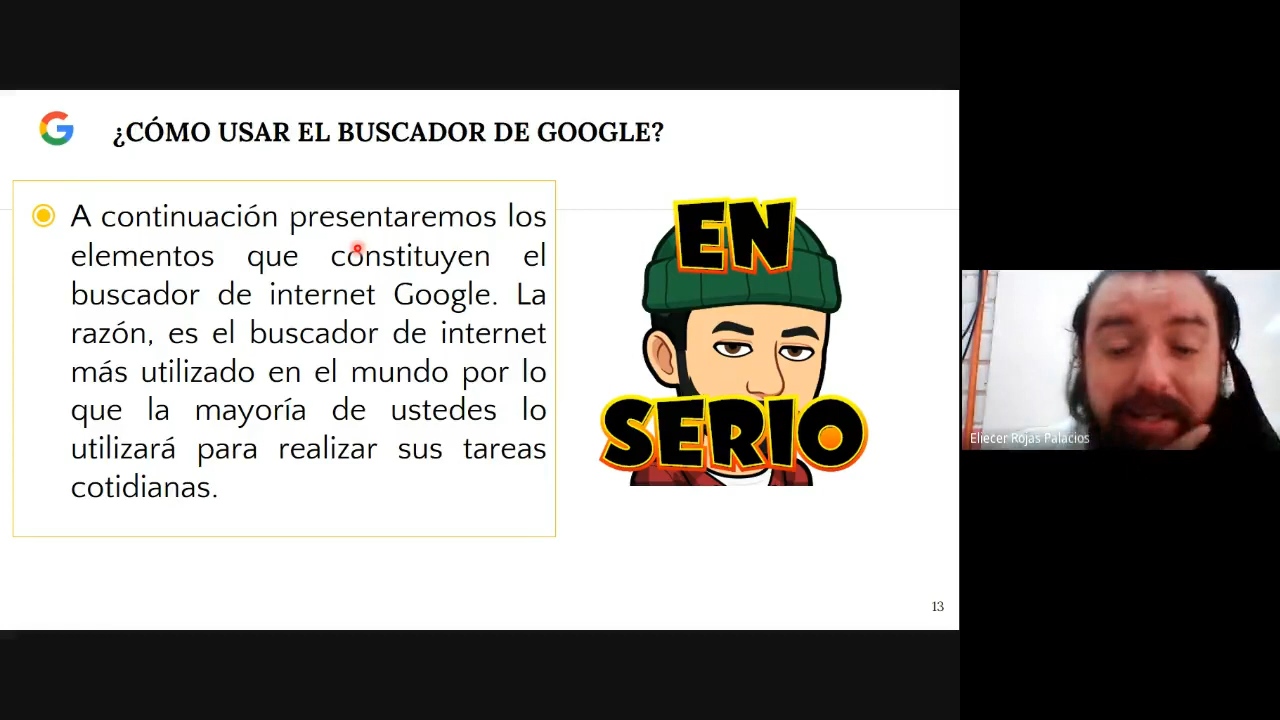 ¿CÓMO USAR EL BUSCADOR DE GOOGLE?
A continuación presentaremos los
elementos que constituyen el
buscador de internet Google. La
razón, es el buscador de internet
más utilizado en el mundo por lo
que la mayoría de ustedes lo
utilizará para realizar sus tareas
cotidianas.
EN
SERIO
13
Eliecer Rojas Palacios